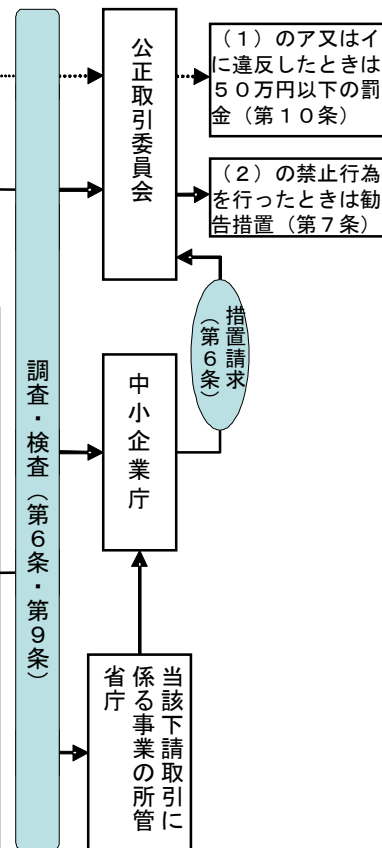 公正取引委員会
（１）のア又はイ
に違反したときは
５０万円以下の罰
金（第１０条）
（２）の禁止行為
を行ったときは勧
告措置（第７条）
措置請求
（第６条）
調査・検査（第６条・第９条）
中小企業庁
当該下請取引に
係る事業の所管
省庁